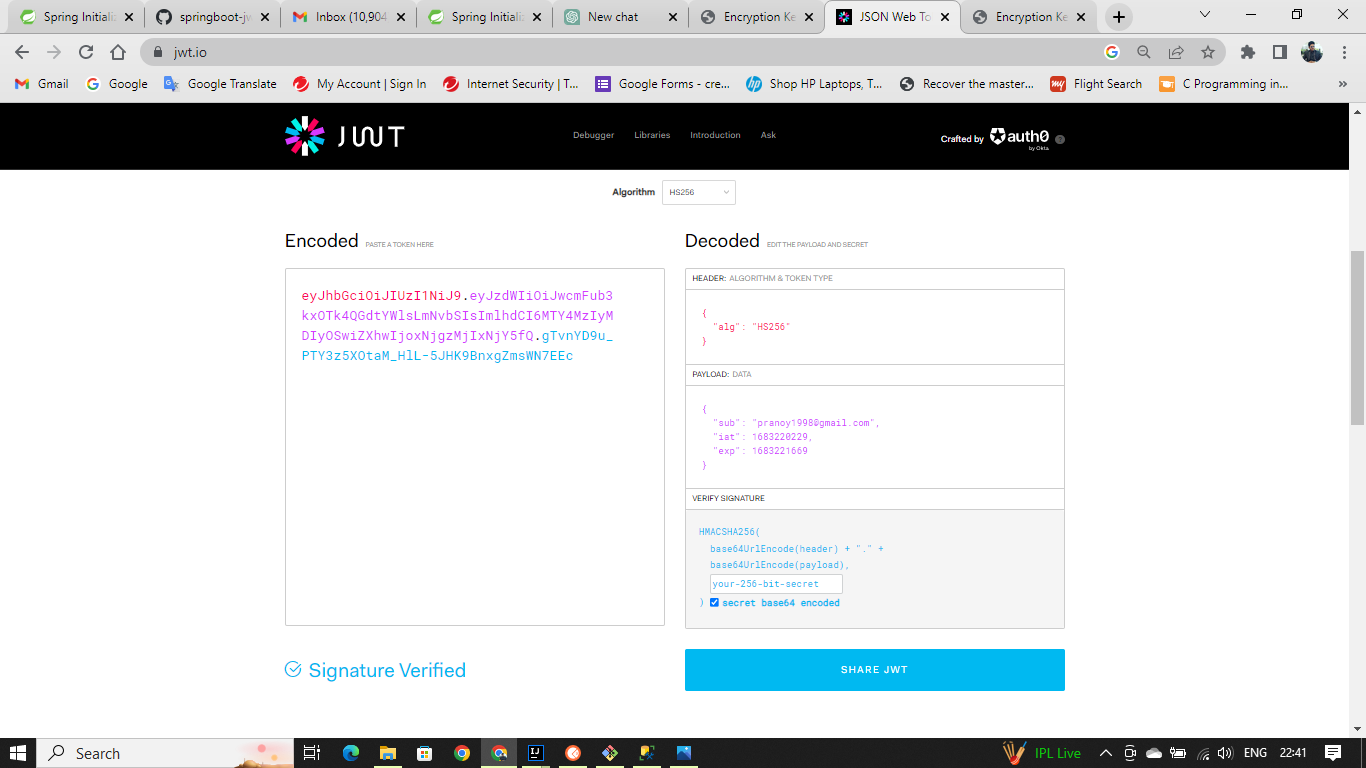 Spring Initializ
springboot-jw
Inbox (10,904
Spring Initializ
New chat
Encryption Ke
JSON Web To
Encryption Ke
jwt.io
Gmail
Google
Google Translate
My Account | Sign In
Internet Security | T...
Google Forms - cre...
Shop HP Laptops, T...
Recover the master...
Flight Search
C Programming in...
»
JWT
Debugger
Libraries
Introduction
Ask
Crafted by auth0
by Okta
?
Algorithm HS256
Encoded PASTE A TOKEN HERE
Decoded EDIT THE PAYLOAD AND SECRET
eyJhbGciOiJIUzI1NiJ9.eyJzdWIiOiJwcmFub3
kxOTk4QGdtYWlsLmNvbSIsImlhdCI6MTY4MzIyM
DIyOSwiZXhwIjoxNjgzMjIxNjY5fQ.gTvnYD9u_
PTY3z5XOtaM_HlL-5JHK9BnxgZmsWN7EEc
HEADER: ALGORITHM & TOKEN TYPE
{
"alg": "HS256"
}
PAYLOAD: DATA
{
"sub": "pranoy1998@gmail.com",
"iat": 1683220229,
"exp": 1683221669
}
VERIFY SIGNATURE
HMACSHA256(
base64UrlEncode(header) + "." +
base64UrlEncode(payload),
your-256-bit-secret
) secret base64 encoded
Signature Verified
SHARE JWT
Search
IPL Live
ENG
22:41